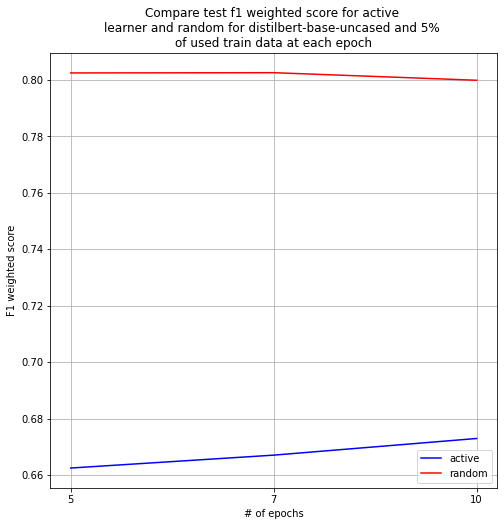 Compare test f1 weighted score for active
learner and random for distilbert-base-uncased and 5%
of used train data at each epoch
F1 weighted score
0.80
0.78
0.76
0.74
0.72
0.70
0.68
0.66
active
random
5
7
10
# of epochs